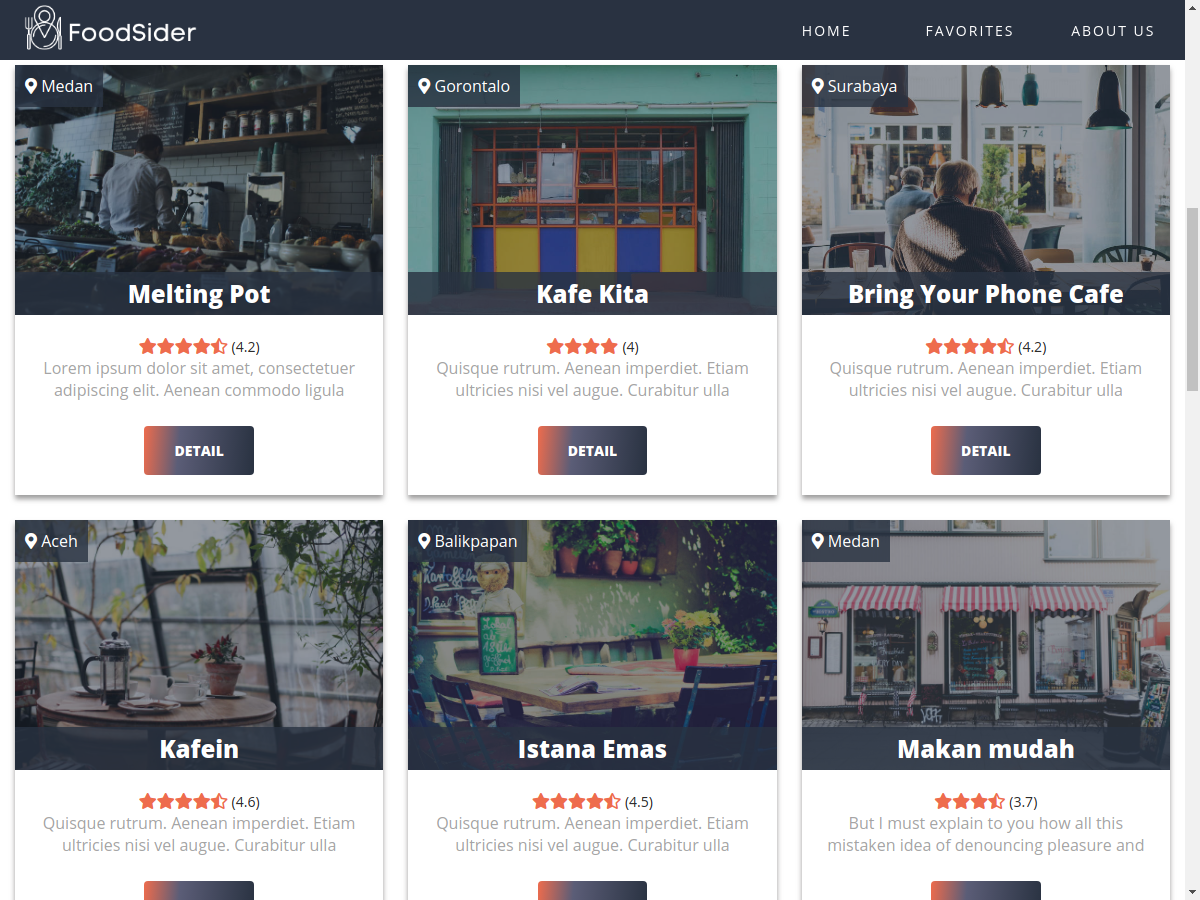 FoodSider
HOME
FAVORITES
ABOUT US
Medan
Gorontalo
Surabaya
Melting Pot
Kafe Kita
Bring Your Phone Cafe
(4.2)
(4)
(4.2)
Lorem ipsum dolor sit amet, consectetuer
adipiscing elit. Aenean commodo ligula
Quisque rutrum. Aenean imperdiet. Etiam
ultricies nisi vel augue. Curabitur ulla
Quisque rutrum. Aenean imperdiet. Etiam
ultricies nisi vel augue. Curabitur ulla
DETAIL
DETAIL
DETAIL
Aceh
Balikpapan
Medan
Kartoffeln
Kafein
Istana Emas
Makan mudah
(4.6)
(4.5)
(3.7)
Quisque rutrum. Aenean imperdiet. Etiam
ultricies nisi vel augue. Curabitur ulla
Quisque rutrum. Aenean imperdiet. Etiam
ultricies nisi vel augue. Curabitur ulla
But I must explain to you how all this
mistaken idea of denouncing pleasure and